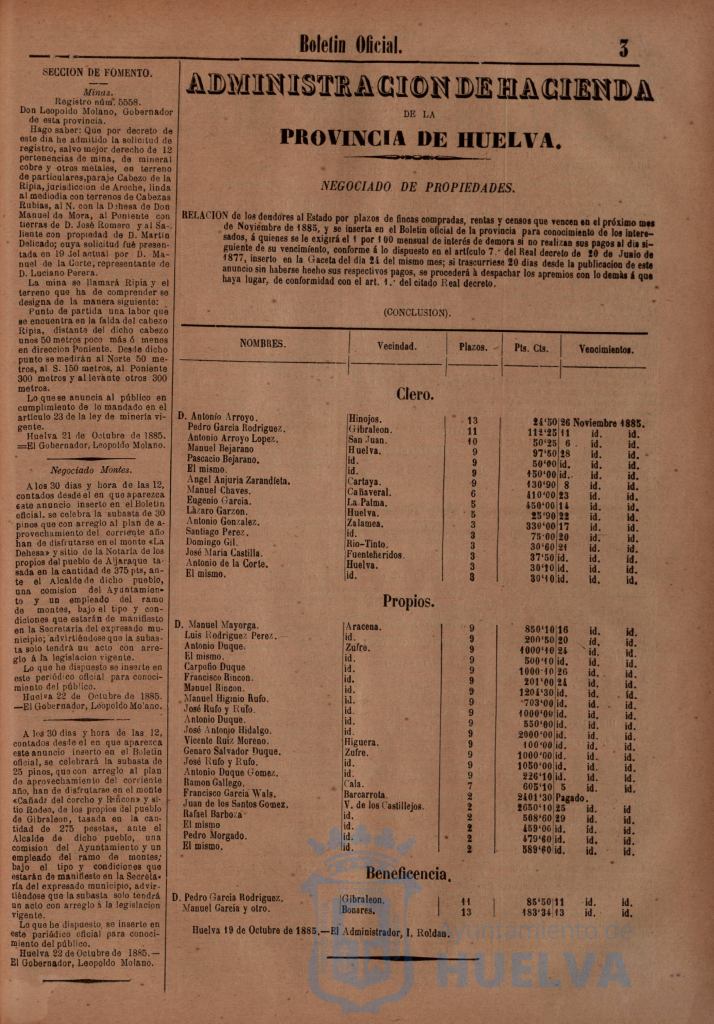 Boletin Oficial.
3
SECCION DE FOMENTO.
Minas.
Registro núm. 5558.
Don Leopoldo Molano, Gobernador
de esta provincia.
Hago saber: Que por decreto de
este dia he admitido la solicitud de
registro, salvo mejor derecho de 12
pertenencias de mina, de mineral
cobre y otros metales, en terreno
de particulares, paraje Cabezo de la
Ripia, jurisdiccion de Aroche, linda
al mediodia con terrenos de Cabezas
Rubias, al N. con la Dihesa de Don
Manuel de Mora, al Poniente con
tierras de D. José Romero y al Sa-
liente con propiedad de D. Martin
Delicado; cuya solicitud fué presen-
tada en 19 del actual por D. Ma-
nuel de la Corte, representante de
D. Luciano Perera.
La mina se llamará Ripia y el
terreno que ha de comprender se
designa de la manera siguiente:
Punto de partida una labor que
se encuentra en la falda del cabezo
Ripia, distante del dicho cabezo
unos 50 metros poco más ó menos
en direccion Poniente. Desde dicho
punto se medirán al Norte 50 me-
tros, al S. 150 metros, al Poniente
300 metros y al levante otros 300
metros.
Lo que se anuncia al público en
cumplimiento de lo mandado en el
artículo 23 de la ley de minería vi-
gente.
Huelva 21 de Octubre de 1885.
=El Gobernador, Leopoldo Molano.
Negociado Montes.
A los 30 dias y hora de las 12,
contados desde el en que aparezca
este anuncio inserto en el Boletin
oficial, se celebra la subasta de 30
pinos que con arreglo al plan de a-
provechamiento del corriente año
han de disfrutarse en el monte «La
Dehesa» y sitio de la Notaría de los
propios del pueblo de Aljaraque ta-
sada en la cantidad de 375 pts, an-
te el Alcalde de dicho pueblo,
una comision del Ayuntamien-
to y un empleado del ramo
de montes, bajo el tipo y con-
diciones que estarán de manifiesto
en la Secretaría del expresado mu-
nicipio; advirtiéndose que la subas-
ta solo tendrá un acto con arre-
glo á la legislacion vigente.
Lo que he dispuesto se inserte en
este periódico oficial para conoci-
miento del público.
Huelva 22 de Octubre de 1885.
—El Gobernador, Leopoldo Molano.
A los 30 dias y hora de las 12,
contados desde el en que aparezca
este anuncio inserto en el Boletin
oficial, se celebrará la subasta de
25 pinos, que con arreglo al plan
de aprovechamiento del corriente
año, han de disfrutarse en el monte
«Cañada del corcho y Rincon» y si-
tio Rodeo, de los propios del pueblo
de Gibraleon, tasada en la can-
tidad de 275 pesetas, ante el
Alcalde de dicho pueblo, una
comision del Ayuntamiento y un
empleado del ramo de montes;
bajo el tipo y condiciones que
estarán de manifiesto en la Secreta-
ría del expresado municipio, advir-
tiéndose que la subasta solo tendrá
un acto con arreglo á la legislacion
vigente.
Lo que he dispuesto, se inserte en
este periódico oficial para conoci-
miento del público.
Huelva 22 de Octubre de 1885.—
El Gobernador, Leopoldo Molano.
ADMINISTRACION DE HACIENDA
DE LA
PROVINCIA DE HUELVA.
NEGOCIADO DE PROPIEDADES.
RELACION de los deudores al Estado por plazos de fincas compradas, rentas y censos que vencen en el próximo mes
de Noviembre de 1885, y se inserta en el Boletin oficial de la provincia para conocimiento de los intere-
sados, á quienes se le exigirá el 1 por 100 mensual de interés de demora si no realizan sus pagos al dia si-
guiente de su vencimiento, conforme á lo dispuesto en el artículo 7.º del Real decreto de 20 de Junio de
1877, inserto en la Gaceta del dia 24 del mismo mes; si trascurriese 20 dias desde la publicacion de este
anuncio sin haberse hecho sus respectivos pagos, se procederá á despachar los apremios con lo demás á que
haya lugar, de conformidad con el art. 1.º del citado Real decreto.
(CONCLUSION).
NOMBRES. Vecindad. Plazos. Pts. Cts. Vencimientos.
Clero.
D. Antonio Arroyo. Hinojos. 13 24'50 26 Noviembre 1885.
Pedro Garcia Rodriguez. Gibraleon. 11 112'25 11 id. id.
Antonio Arroyo Lopez. San Juan. 10 50'25 6 id. id.
Manuel Bejarano Huelva. 9 97'50 28 id. id.
Pascacio Bejarano. id. 9 50'00 id. id. id.
El mismo. id. 9 150'00 id. id. id.
Angel Anjuria Zarandieta. Cartaya. 9 130'90 8 id. id.
Manuel Chaves. Cañaveral. 6 410'00 23 id. id.
Eugenio Garcia. La Palma. 5 450'00 14 id. id.
Lázaro Garzon. Huelva. 5 25'90 22 id. id.
Antonio Gonzalez. Zalamea. 3 330'00 17 id. id.
Santiago Perez. id. 3 75'00 20 id. id.
Domingo Gil. Rio-Tinto. 3 30'60 21 id. id.
José Maria Castilla. Fuenteheridos. 3 37'50 id. id. id.
Antonio de la Corte. Huelva. 3 30'10 id. id. id.
El mismo. id. 3 30'10 id. id. id.
Propios.
D. Manuel Mayorga. Aracena. 9 850'10 16 id. id.
Luis Rodriguez Perez. id. 9 200'50 20 id. id.
Antonio Duque. Zufre. 9 1000'10 24 id. id.
El mismo. id. 9 500'10 id. id. id.
Carpofio Duque id. 9 1000'10 26 id. id.
Francisco Rincon. id. 9 201'00 24 id. id.
Manuel Rincon. id. 9 1204'30 id. id. id.
Manuel Higinio Rufo. id. 9 703'00 id. id. id.
José Rufo y Rufo. id. 9 1000'00 id. id. id.
Antonio Duque. id. 9 550'00 id. id. id.
José Antonio Hidalgo. id. 9 2000'00 id. id. id.
Vicente Ruiz Moreno. Higuera. 9 100'00 id. id. id.
Genaro Salvador Duque. Zufre. 9 1000'00 id. id. id.
José Rufo y Rufo. id. 9 1050'00 id. id. id.
Antonio Duque Gomez. id. 9 226'10 id. id. id.
Ramon Gallego. Cala. 7 605'10 5 id. id.
Francisco Garcia Wals. Barcarrota. 2 2401'30 Pagado.
Juan de los Santos Gomez. V. de los Castillejos. 2 2650'10 25 id. id
Rafael Barboza id. 2 508'60 29 id. id.
El mismo id. 2 459'06 id. id. id.
Pedro Morgado. id. 2 479'60 id. id. id.
El mismo. id. 2 589'60 id. id. id.
Beneficencia.
D. Pedro Garcia Rodriguez. Gibraleon. 11 85'50 11 id. id.
Manuel Garcia y otro. Bonares. 13 183'34 13 id. id.
Huelva 19 de Octubre de 1885.—El Administrador, I. Roldan.
Ayuntamiento de
HUELVA